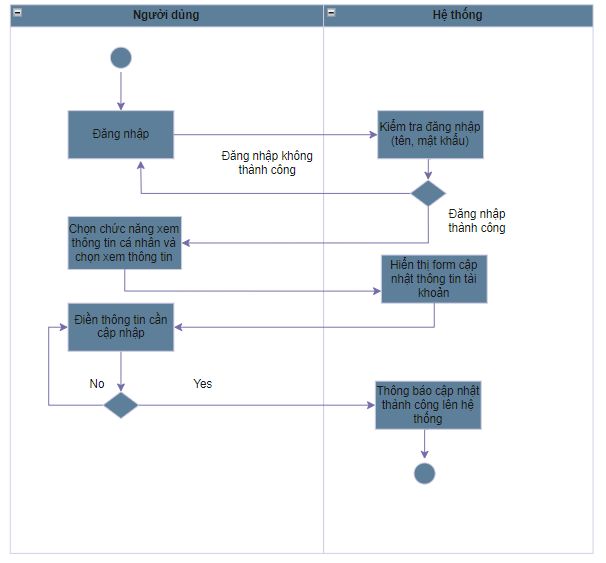 Người dùng
Hệ thống
Đăng nhập
Kiểm tra đăng nhập
(tên, mật khẩu)
Đăng nhập không
thành công
Đăng nhập
thành công
Chọn chức năng xem
thông tin cá nhân và
chọn xem thông tin
Hiển thị form cập
nhật thông tin tài
khoản
Điền thông tin cần
cập nhập
No
Yes
Thông báo cập nhật
thành công lên hệ
thống